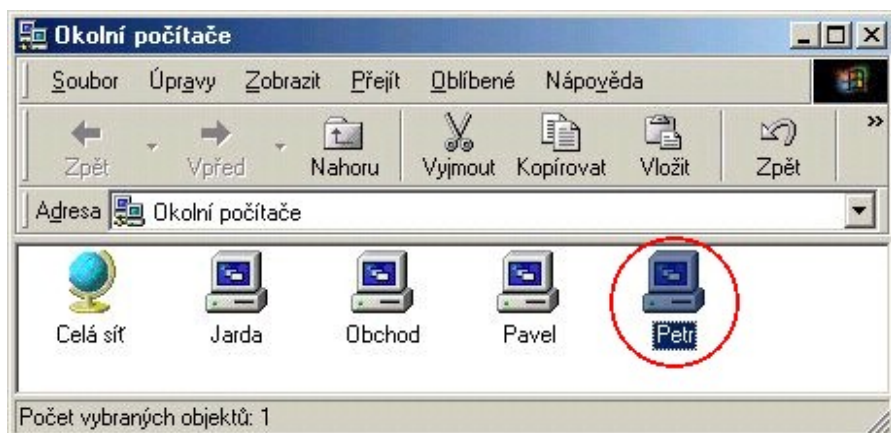 Okolní počítače
Soubor Úpravy Zobrazit Přejít Oblíbené Nápověda
Zpět Vpřed Nahoru Vyjmout Kopírovat Vložit Zpět »
Adresa Okolní počítače
Celá síť Jarda Obchod Pavel Petr
Počet vybraných objektů: 1